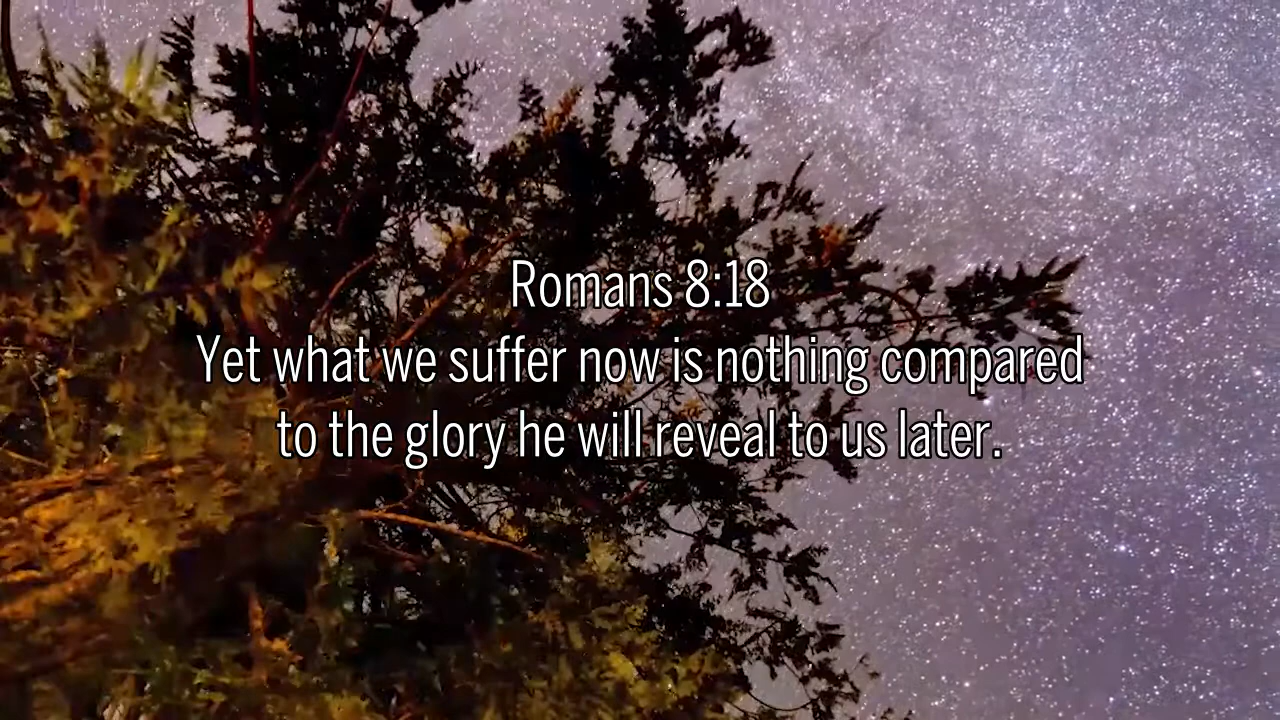 Romans 8:18
Yet what we suffer now is nothing compared
to the glory he will reveal to us later.